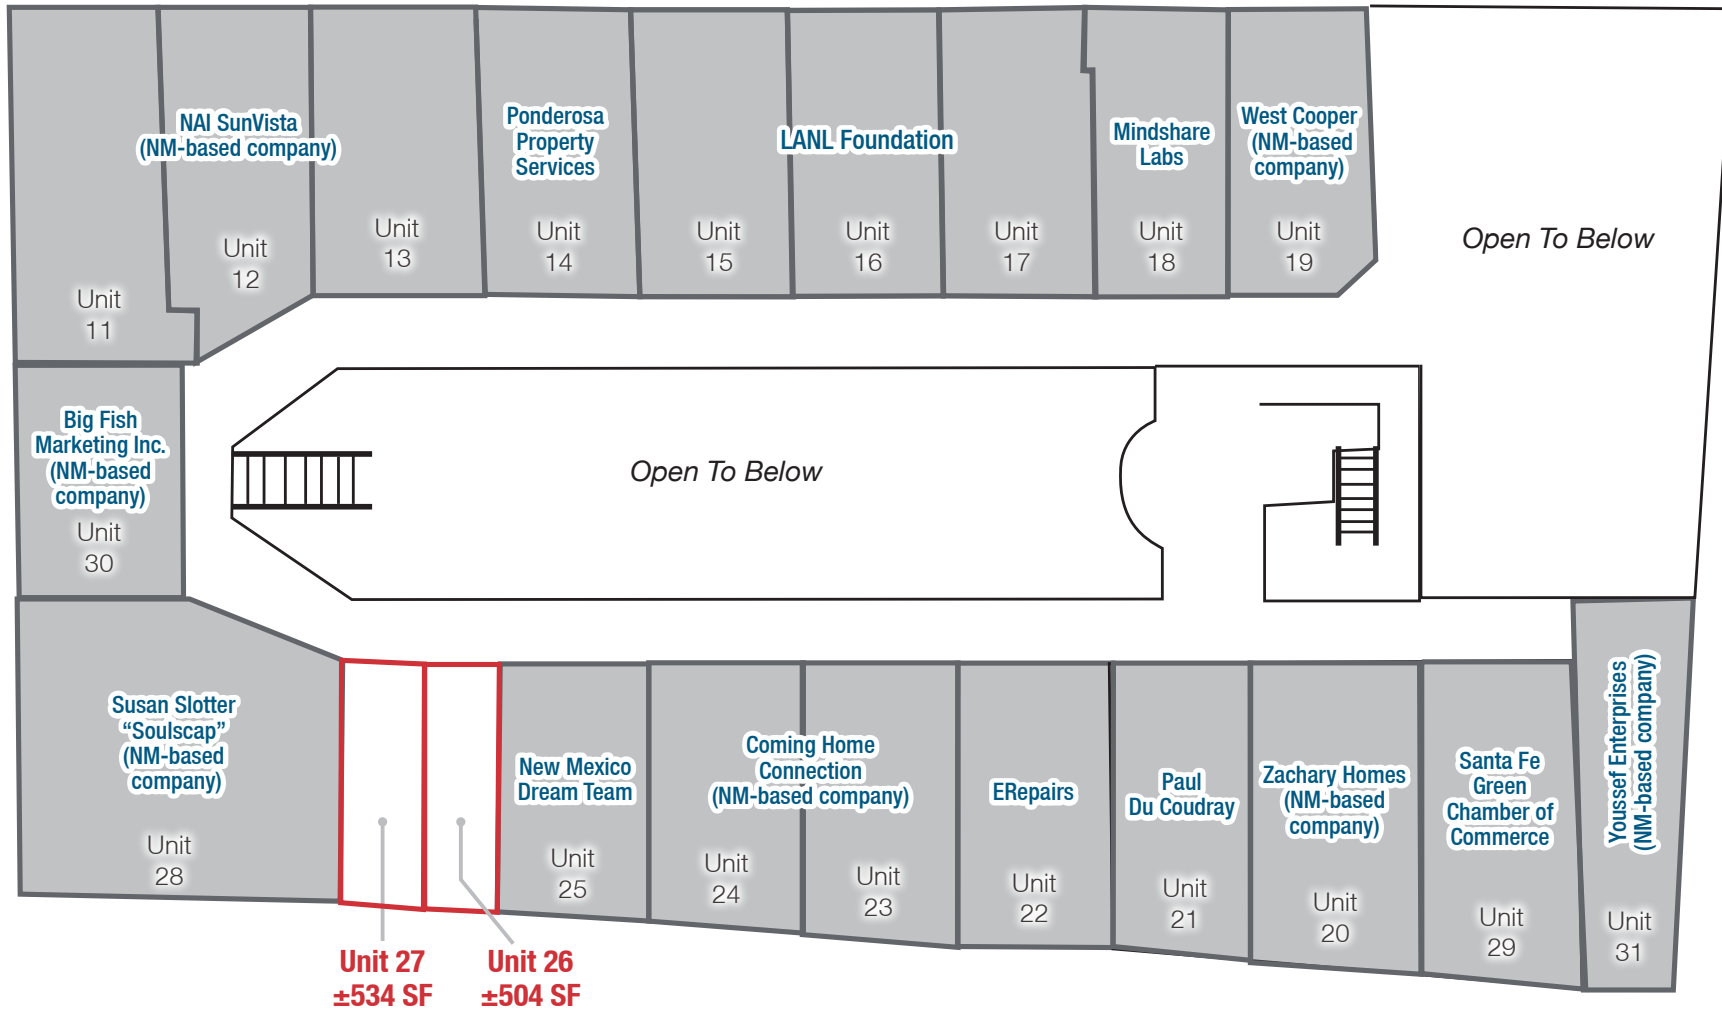 NAI SunVista
(NM-based company)
Ponderosa
Property
Services
LANL Foundation
Mindshare
Labs
West Cooper
(NM-based
company)
Unit
11
Unit
12
Unit
13
Unit
14
Unit
15
Unit
16
Unit
17
Unit
18
Unit
19
Open To Below
Big Fish
Marketing Inc.
(NM-based
company)
Unit
30
Open To Below
Susan Slotter
“Soulscap”
(NM-based
company)
Unit
28
New Mexico
Dream Team
Unit
25
Coming Home
Connection
(NM-based company)
Unit
24
Unit
23
ERepairs
Unit
22
Paul
Du Coudray
Unit
21
Zachary Homes
(NM-based
company)
Unit
20
Santa Fe
Green
Chamber of
Commerce
Unit
29
Youssef Enterprises
(NM-based company)
Unit
31
Unit 27
±534 SF
Unit 26
±504 SF